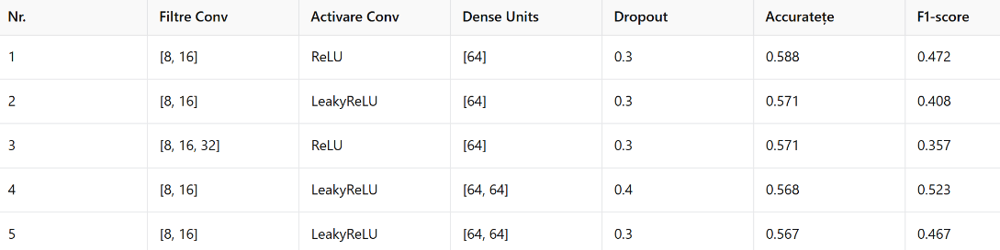 Nr. Filtre Conv Activare Conv Dense Units Dropout Accuratețe F1-score
1 [8, 16] ReLU [64] 0.3 0.588 0.472
2 [8, 16] LeakyReLU [64] 0.3 0.571 0.408
3 [8, 16, 32] ReLU [64] 0.3 0.571 0.357
4 [8, 16] LeakyReLU [64, 64] 0.4 0.568 0.523
5 [8, 16] LeakyReLU [64, 64] 0.3 0.567 0.467